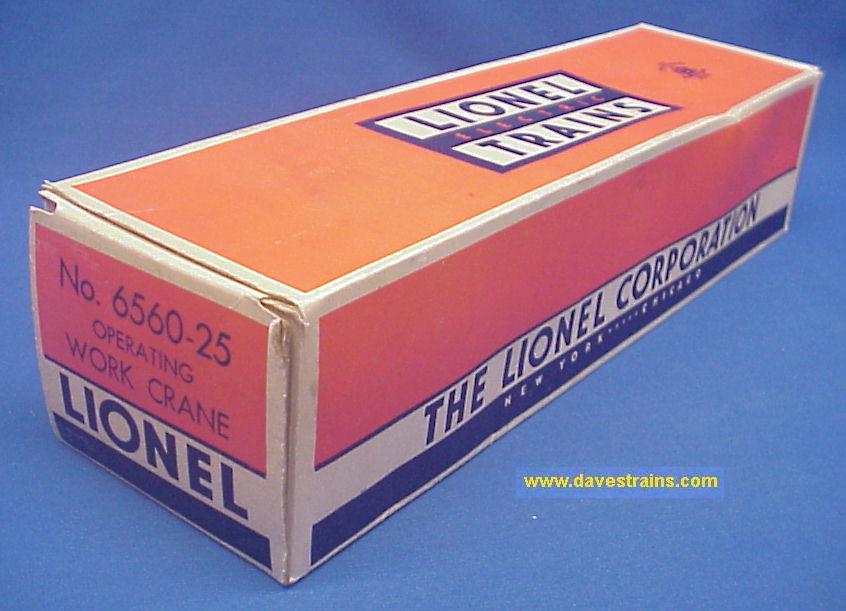 LIONEL
ELECTRIC
TRAINS
No. 6560-25
OPERATING
WORK CRANE
LIONEL
THE LIONEL CORPORATION
NEW YORK ····· CHICAGO
www.davestrains.com